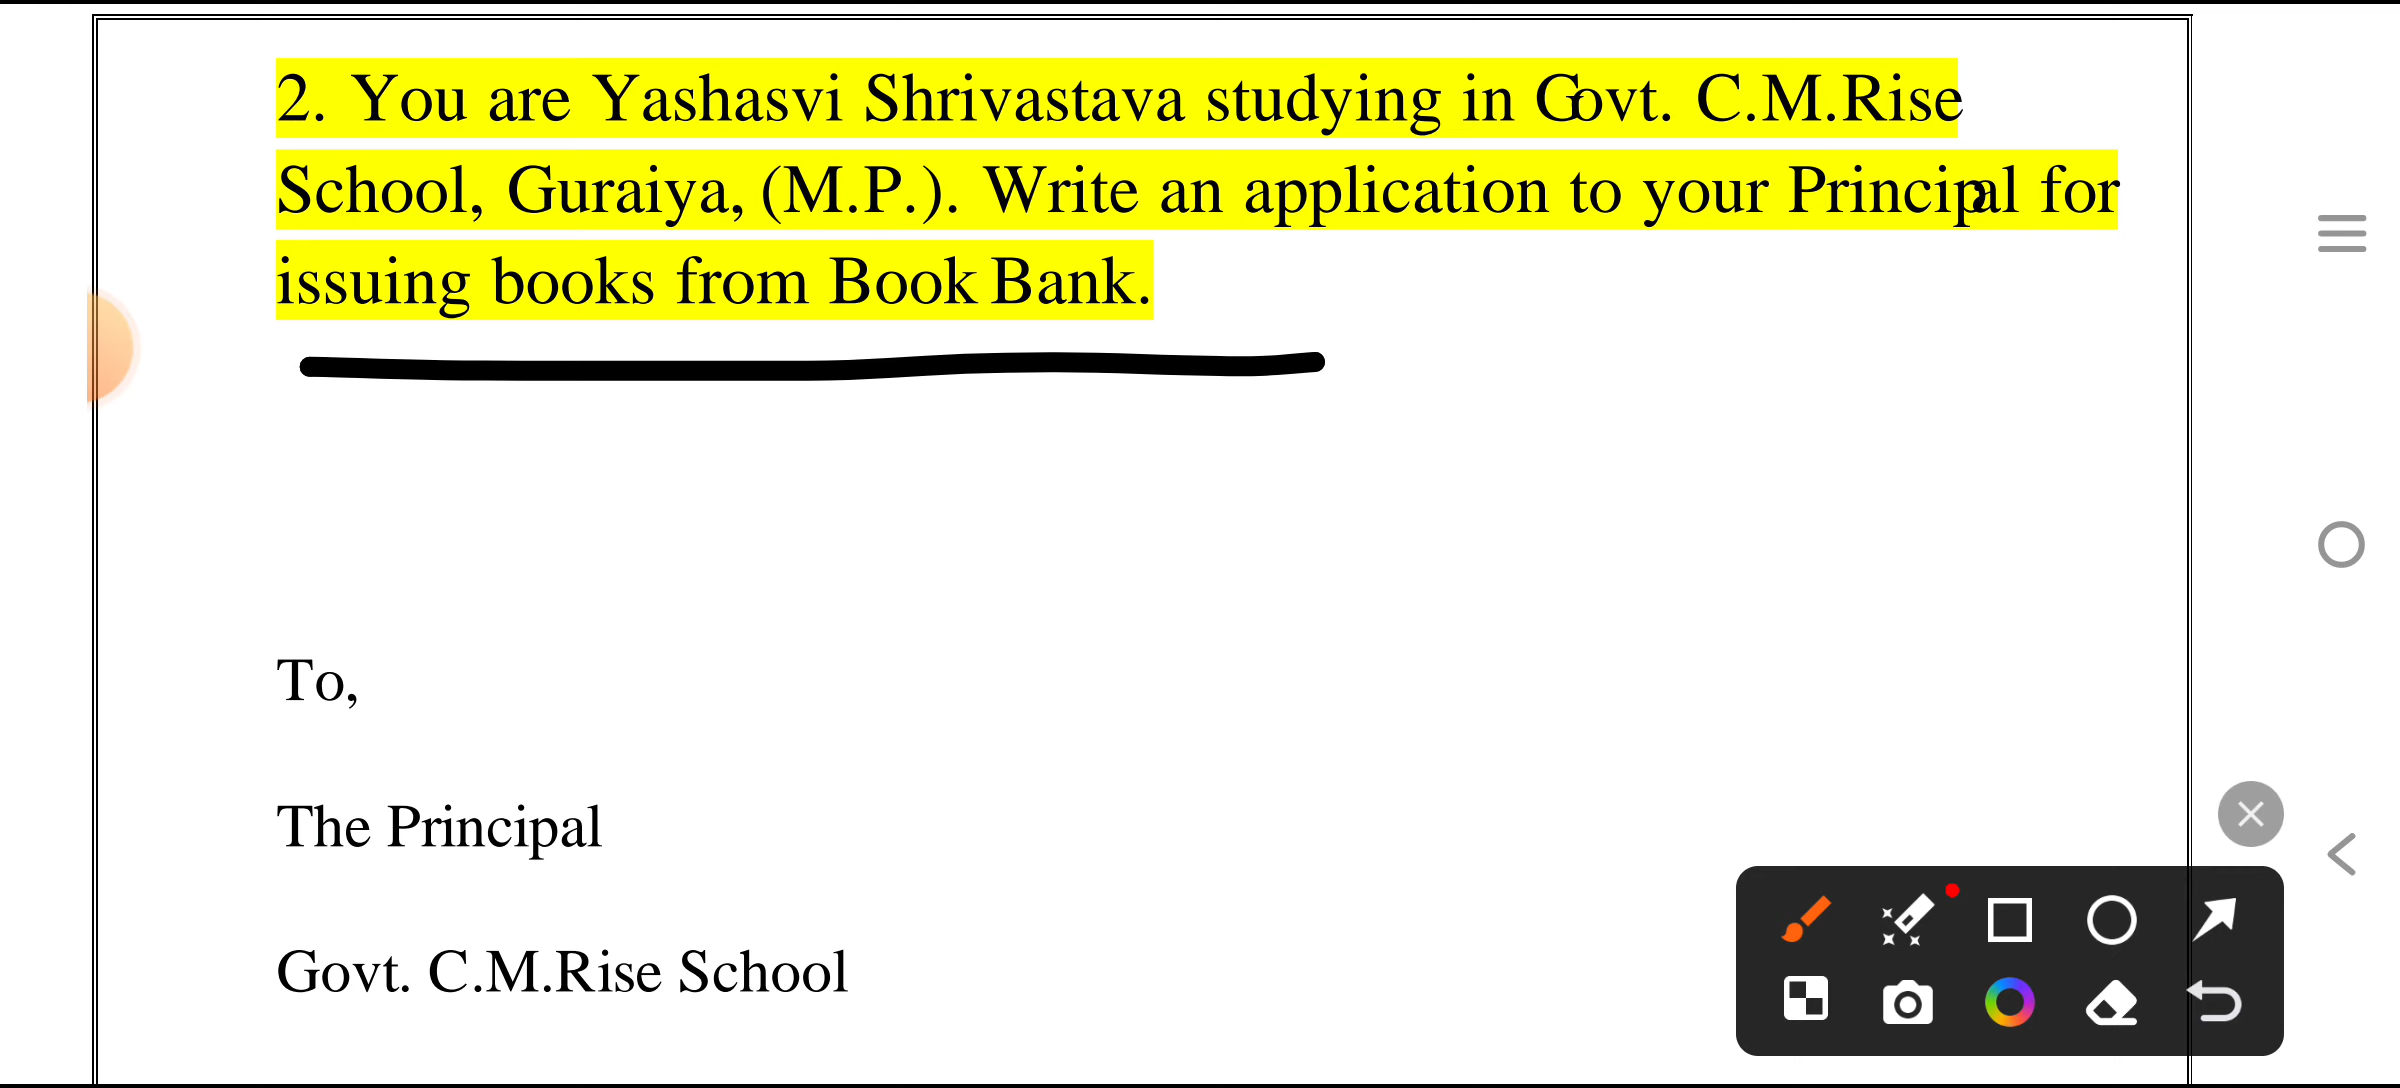 2. You are Yashasvi Shrivastava studying in Govt. C.M.Rise
School, Guraiya, (M.P.). Write an application to your Principal for
issuing books from Book Bank.
To,
The Principal
Govt. C.M.Rise School